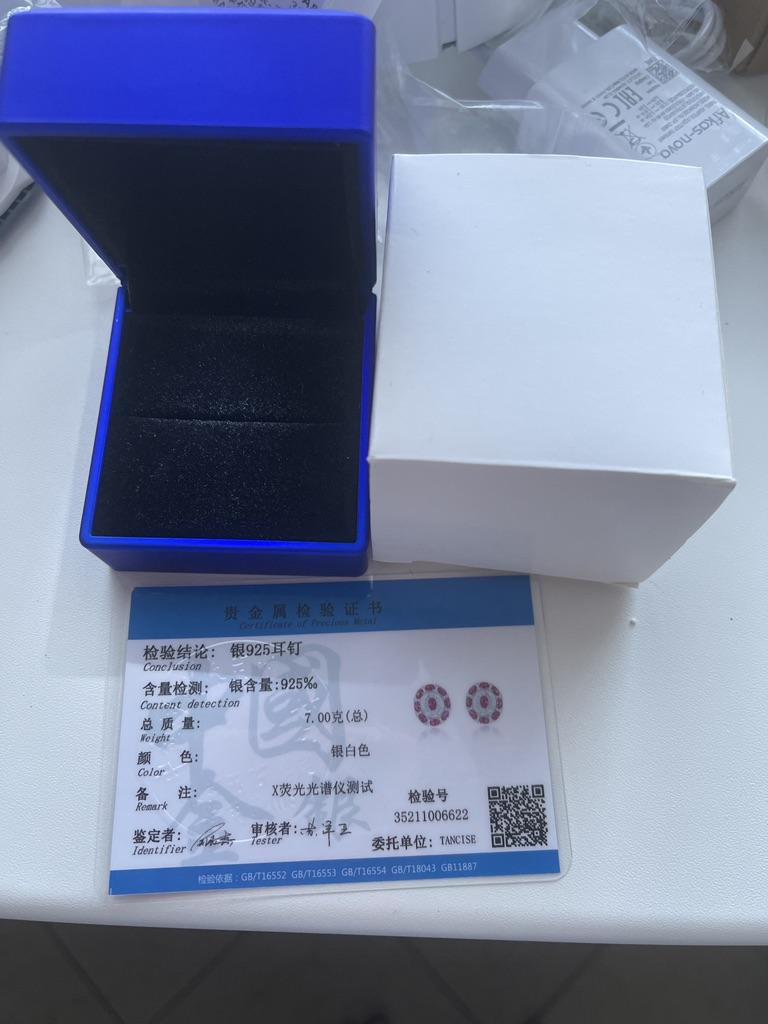 Afkas-nova
EAC
CE
贵金属检验证书
Certificate of Precious Metal
检验结论: 银925耳钉
Conclusion
含量检测: 银含量:925‰
Content detection
总 质 量: 7.00克(总)
Weight
颜 色: 银白色
Color
备 注: X荧光光谱仪测试
Remark
检验号
35211006622
鉴定者:
Identifier
审核者:
Tester
委托单位: TANCISE
检验依据: GB/T16552 GB/T16553 GB/T16554 GB/T18043 GB11887